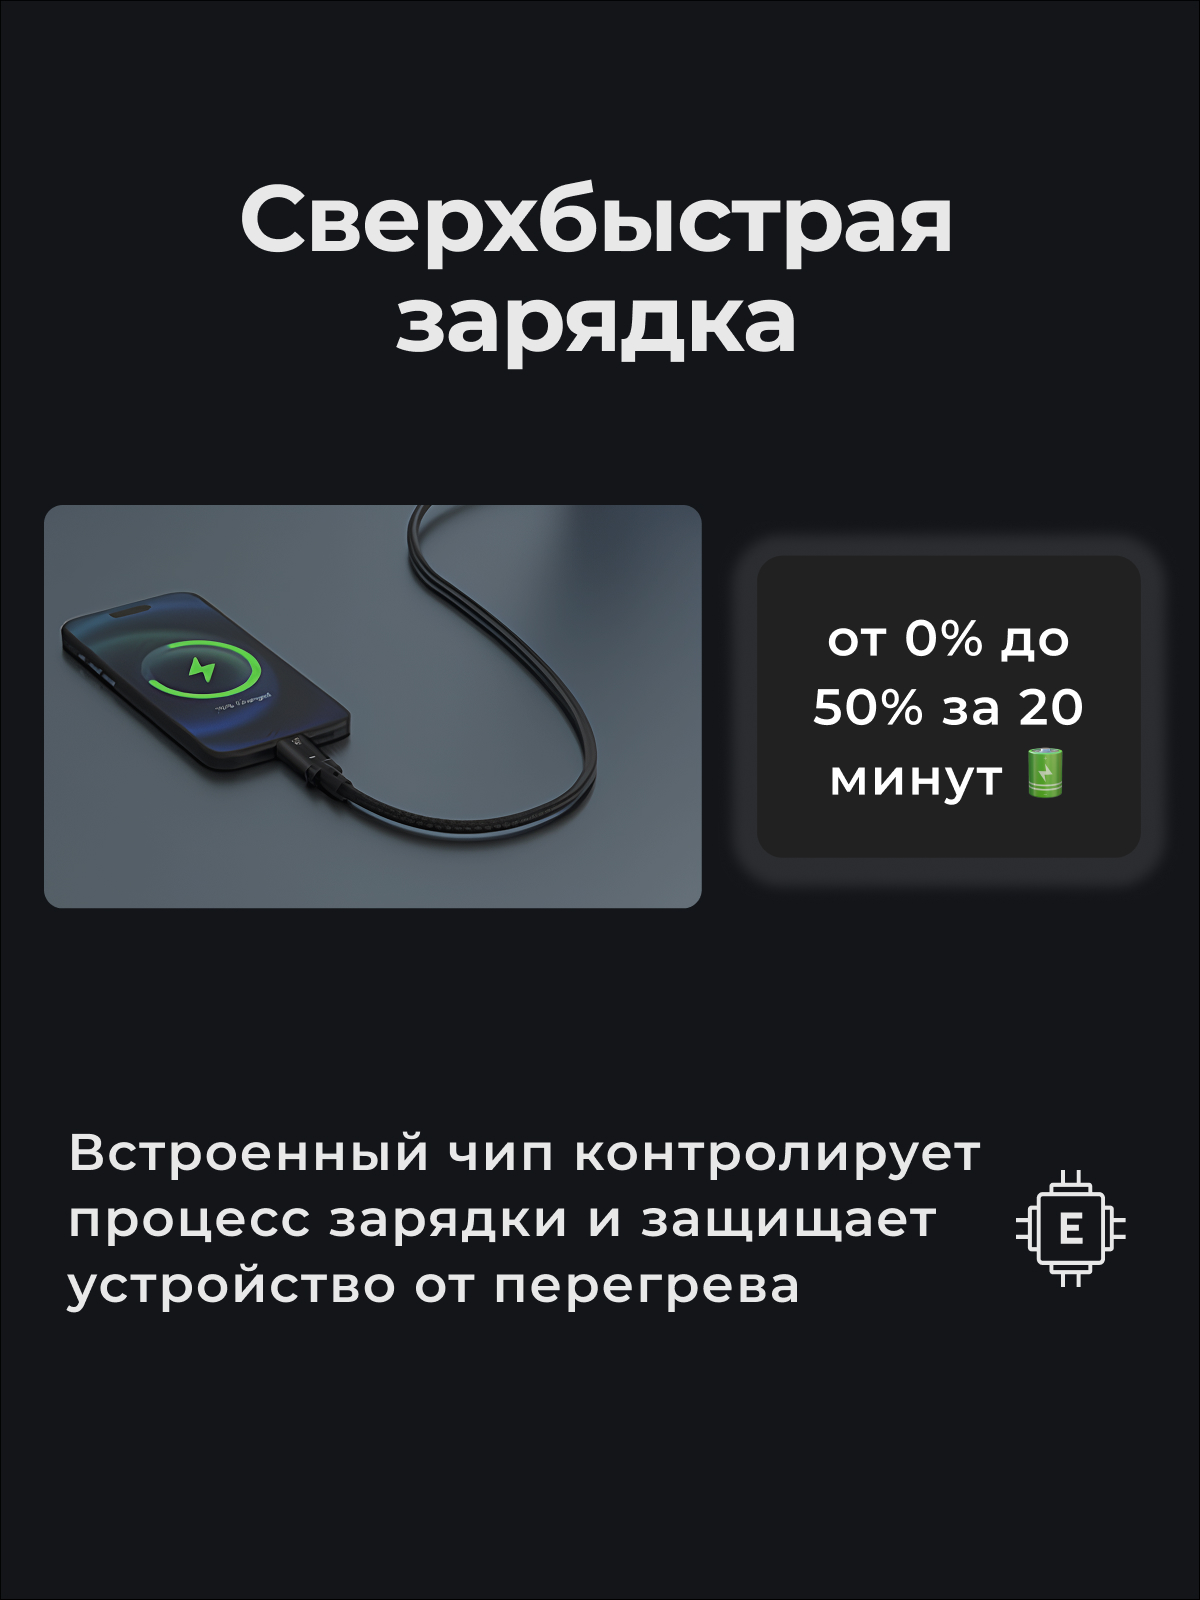 Сверхбыстрая
зарядка
от 0% до
50% за 20
минут
Встроенный чип контролирует
процесс зарядки и защищает
устройство от перегрева
E